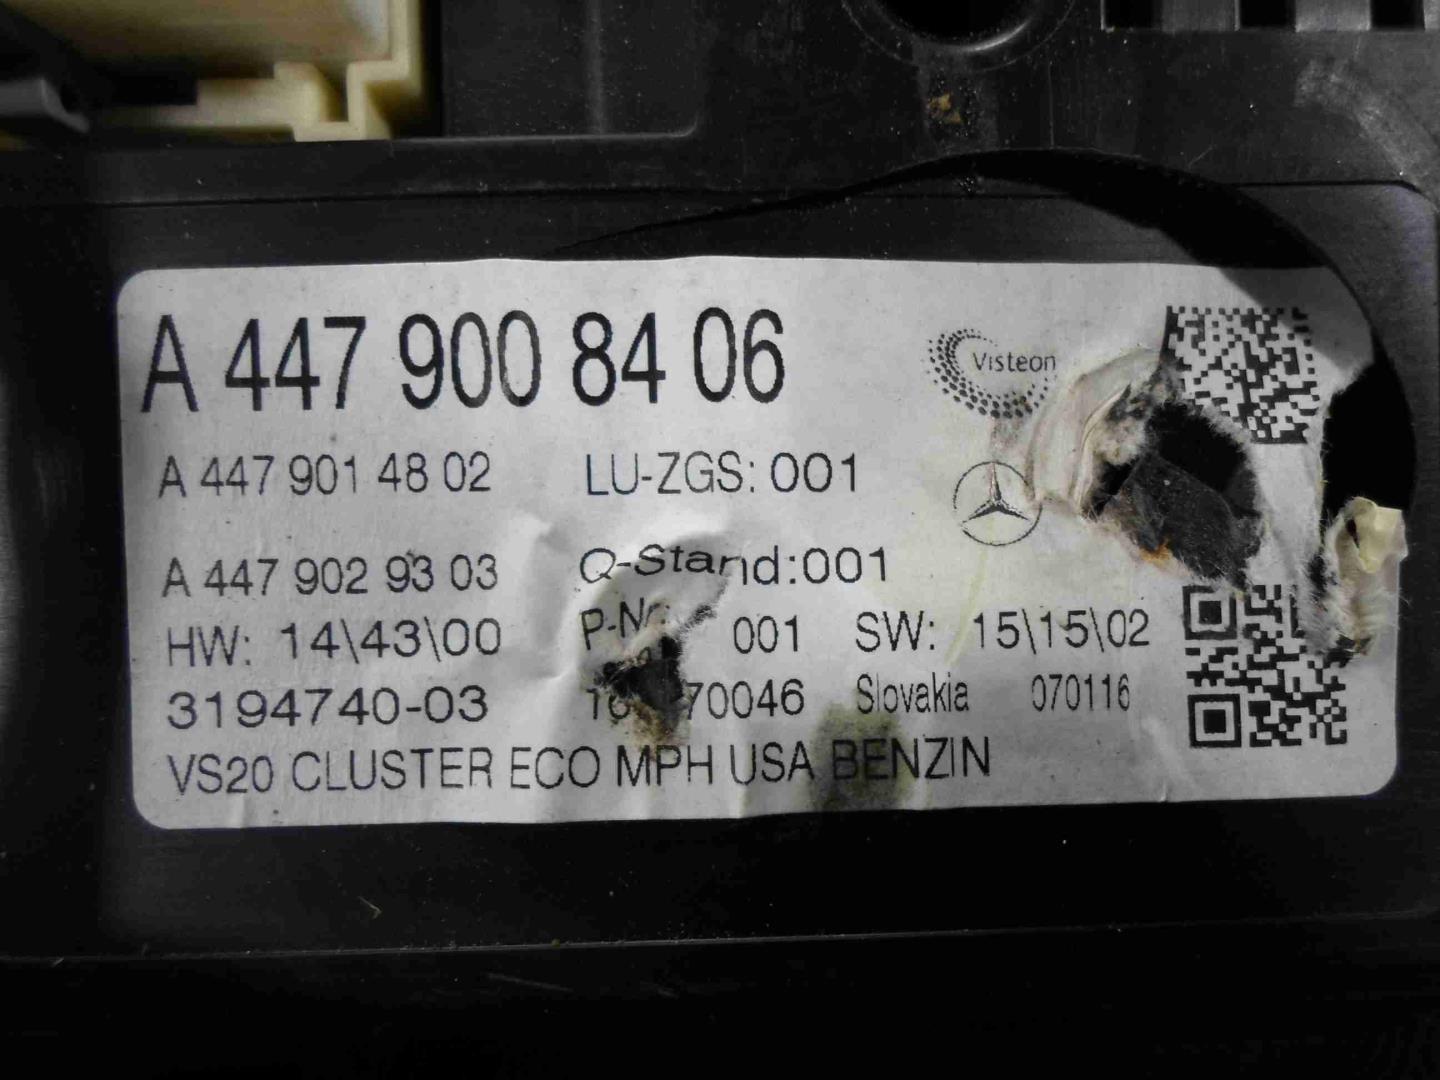 A 447 900 84 06
Visteon
A 447 901 48 02 LU-ZGS: 001
A 447 902 93 03 Q-Stand:001
HW: 14\43\00 001 SW: 15\15\02
3194740-03 Slovakia 070116
VS20 CLUSTER ECO MPH USA BENZIN